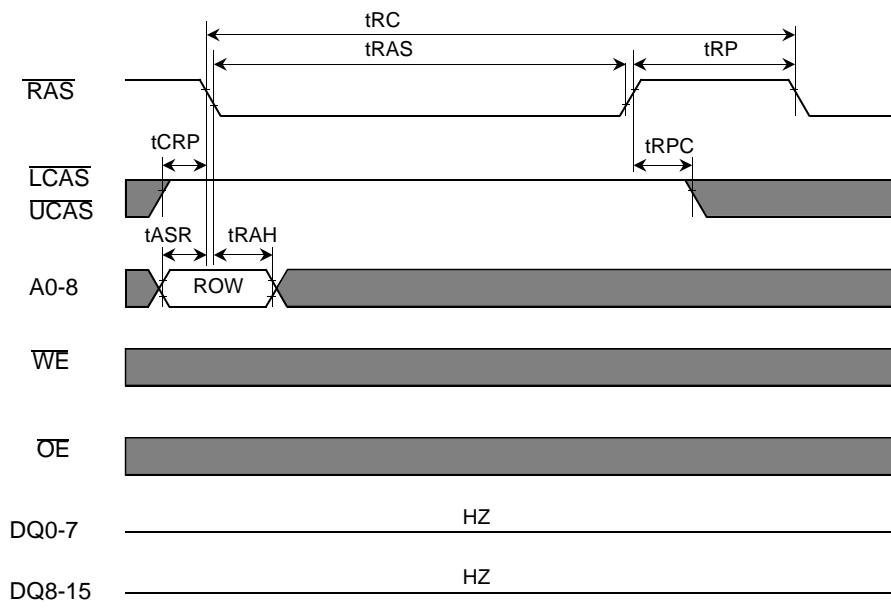 tRC
tRAS tRP
RAS
tCRP tRPC
LCAS
UCAS
tASR tRAH
A0-8 ROW
WE
OE
HZ
DQ0-7
HZ
DQ8-15